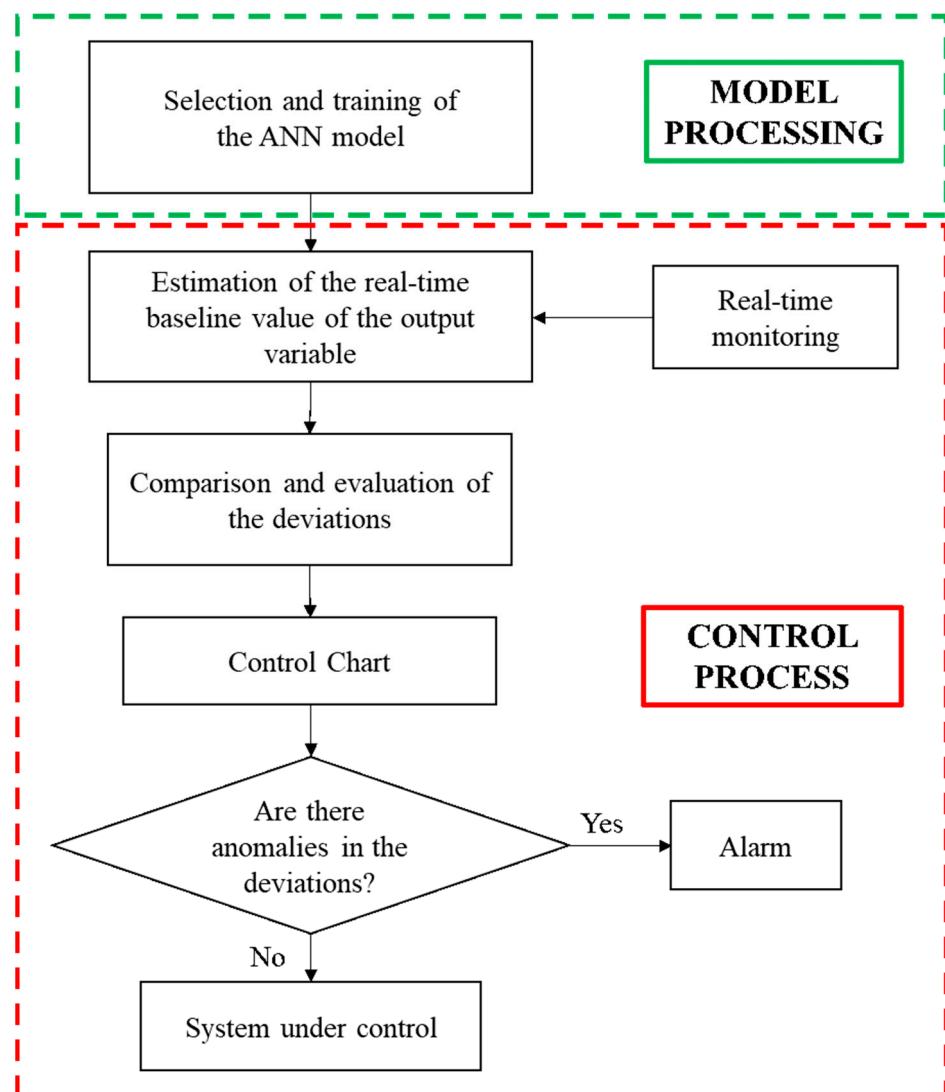 Selection and training of
the ANN model
MODEL
PROCESSING
Estimation of the real-time
baseline value of the output
variable
Real-time
monitoring
Comparison and evaluation of
the deviations
Control Chart
CONTROL
PROCESS
Are there
anomalies in the
deviations?
Yes
Alarm
No
System under control